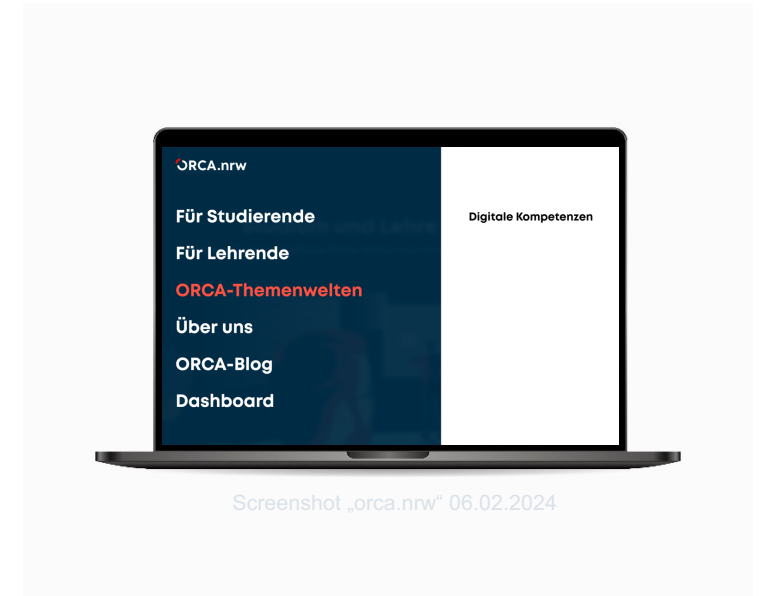 ORCA.nrw
Für Studierende
Für Lehrende
ORCA-Themenwelten
Über uns
ORCA-Blog
Dashboard
Digitale Kompetenzen
Screenshot „orca.nrw“ 06.02.2024